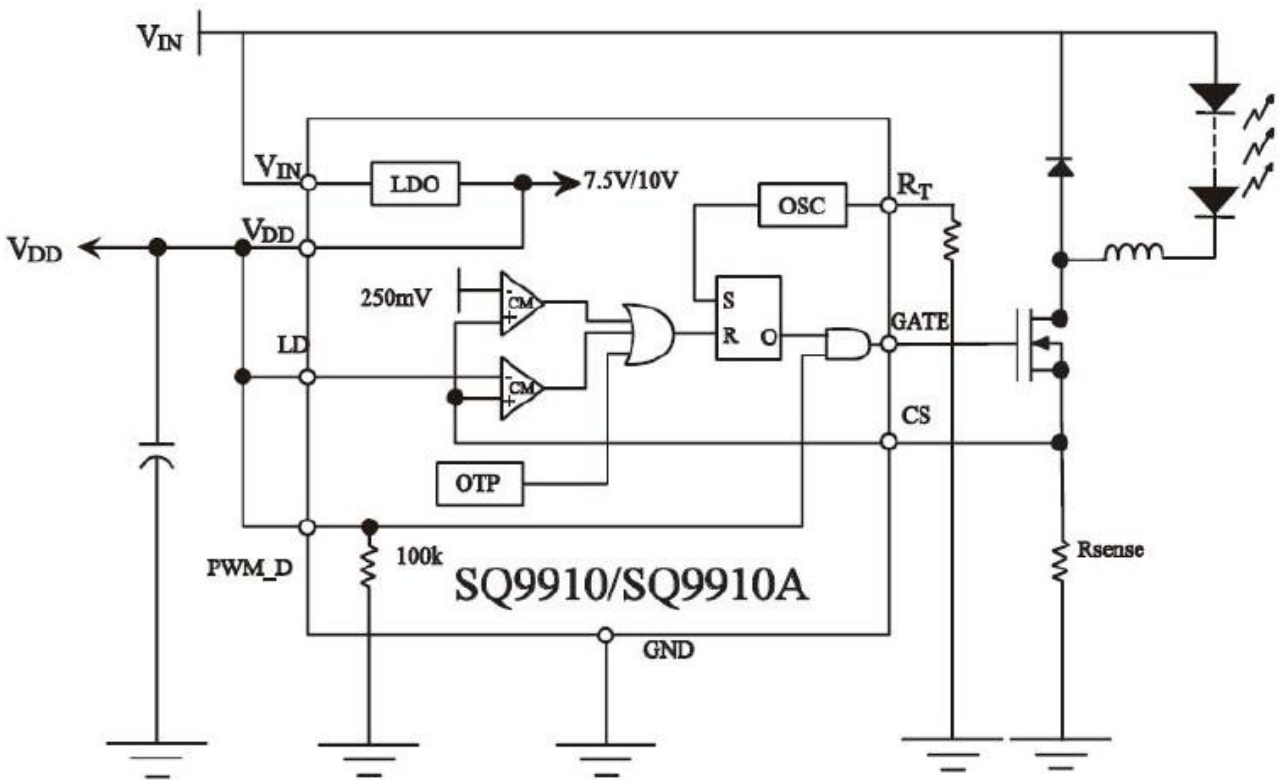 VIN
VIN
LDO
7.5V/10V
OSC
RT
VDD
VDD
250mV
-
CM
+
S
R
O
GATE
LD
-
CM
+
CS
OTP
PWM_D
100k
Rsense
SQ9910/SQ9910A
GND